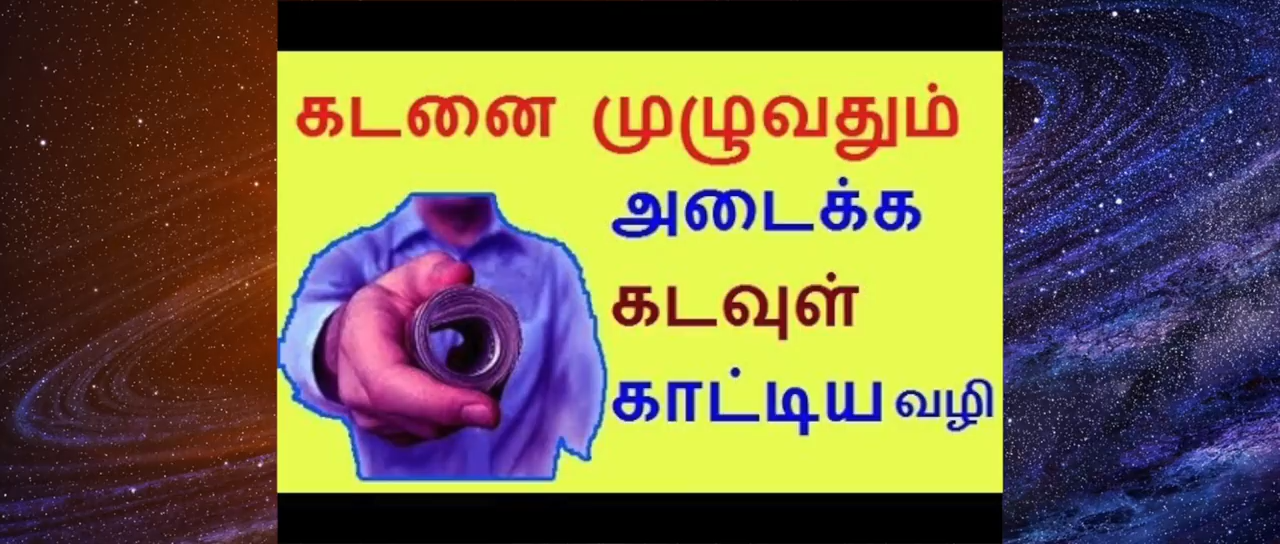 கடனை முழுவதும்
அடைக்க
கடவுள்
காட்டிய வழி